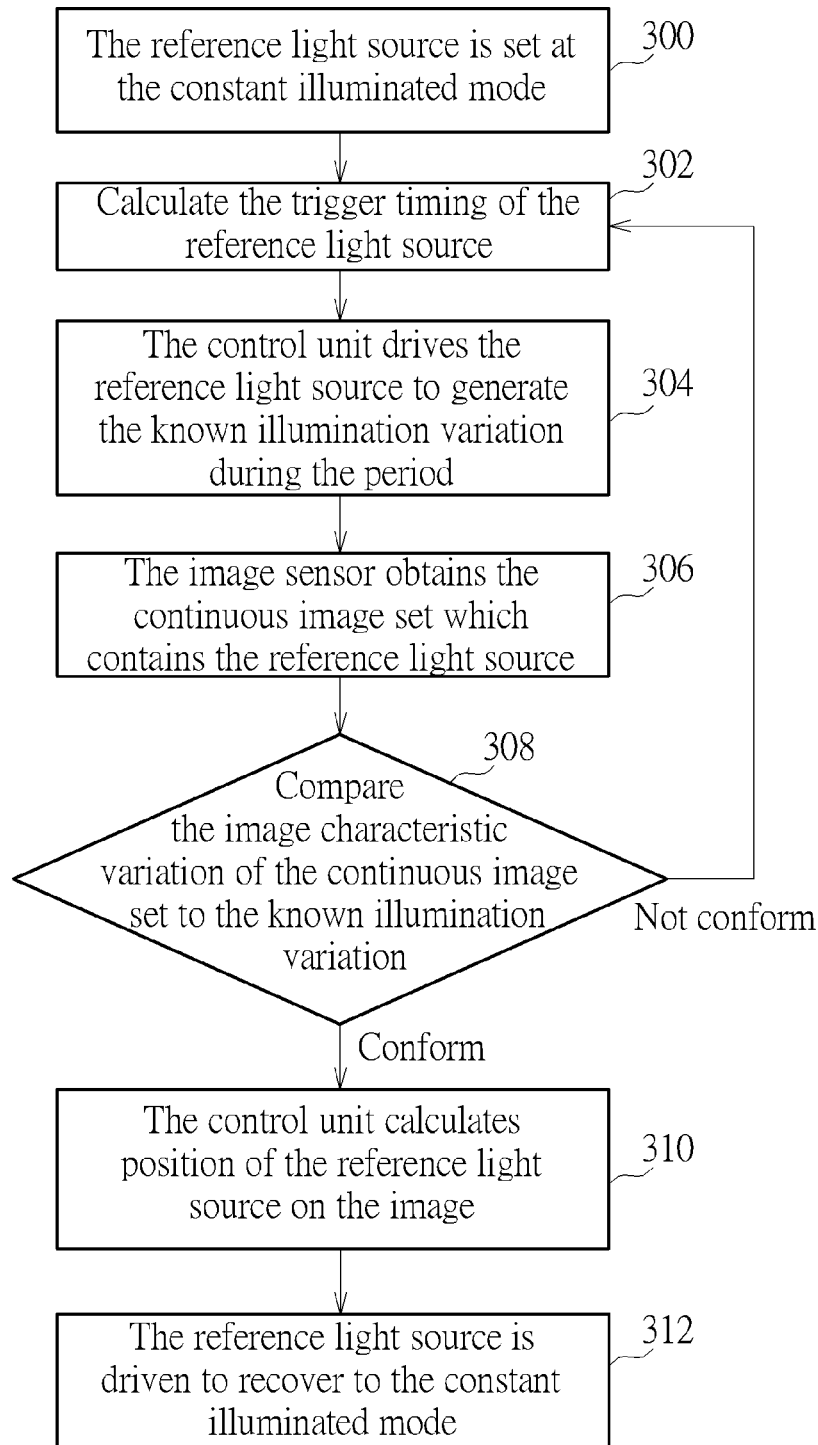 The reference light source is set at
the constant illuminated mode
300
302
Calculate the trigger timing of the
reference light source
The control unit drives the
reference light source to generate
the known illumination variation
during the period
304
The image sensor obtains the
continuous image set which
contains the reference light source
306
308
Compare
the image characteristic
variation of the continuous image
set to the known illumination
variation
Not conform
Conform
The control unit calculates
position of the reference light
source on the image
310
The reference light source is
driven to recover to the constant
illuminated mode
312